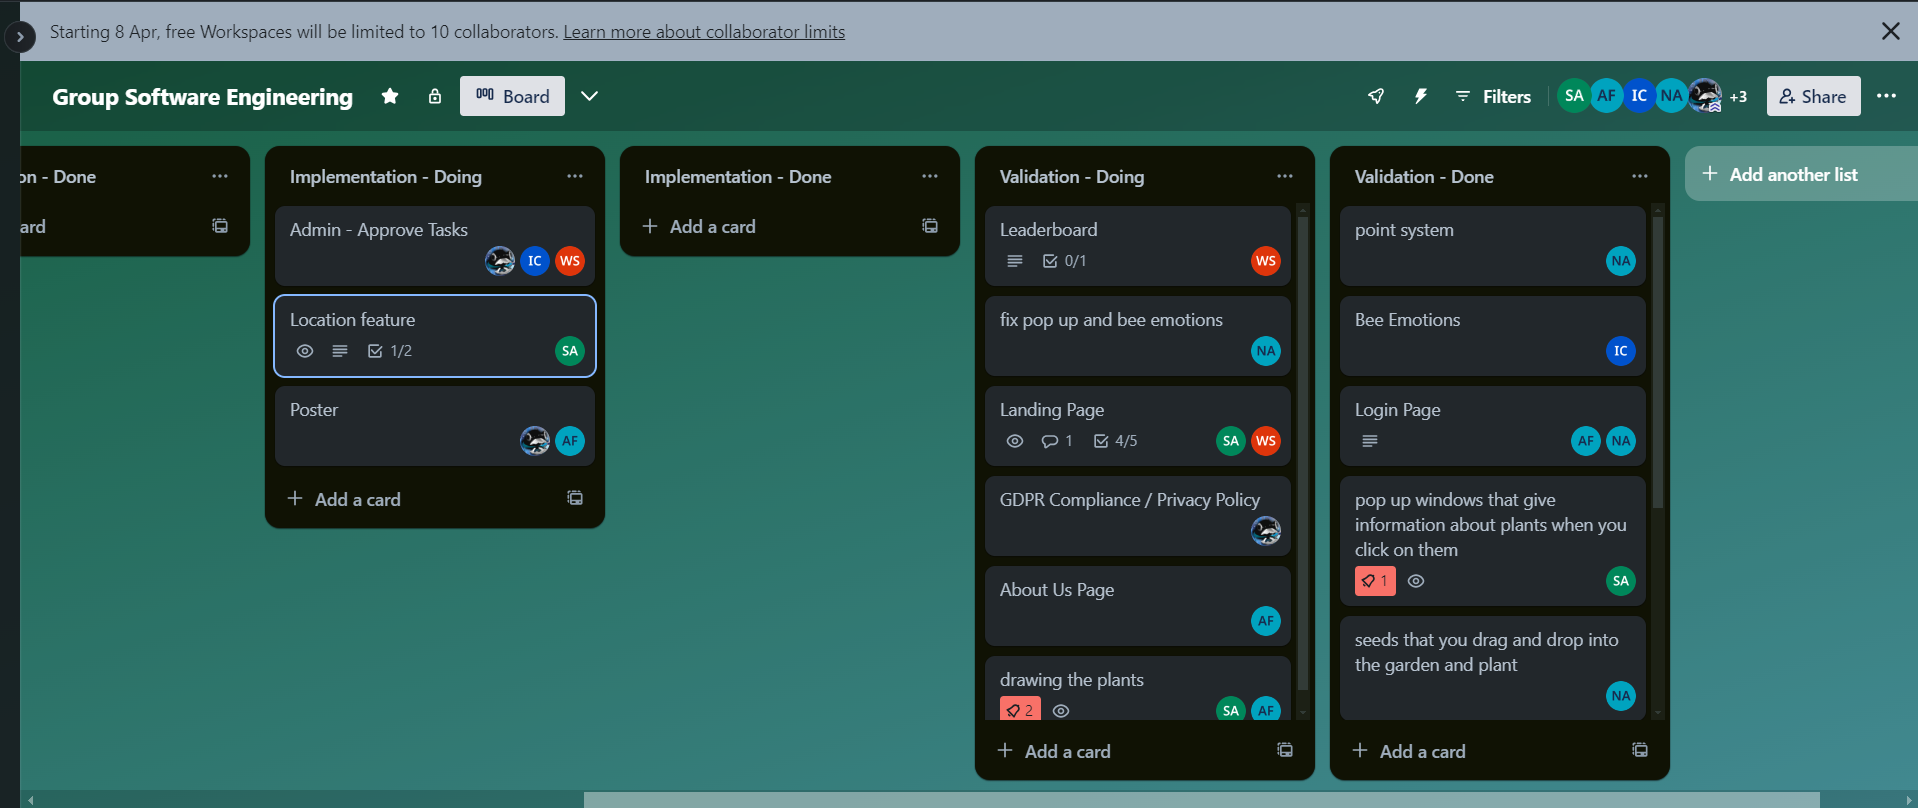 Starting 8 Apr, free Workspaces will be limited to 10 collaborators. Learn more about collaborator limits
Group Software Engineering
Board
Filters
SA
AF
IC
NA
+3
Share
on - Done
ard
Implementation - Doing
Admin - Approve Tasks
IC
WS
Location feature
1/2
SA
Poster
AF
Add a card
Implementation - Done
Add a card
Validation - Doing
Leaderboard
0/1
WS
fix pop up and bee emotions
NA
Landing Page
1
4/5
SA
WS
GDPR Compliance / Privacy Policy
About Us Page
AF
drawing the plants
2
SA
AF
Add a card
Validation - Done
point system
NA
Bee Emotions
IC
Login Page
AF
NA
pop up windows that give
information about plants when you
click on them
1
SA
seeds that you drag and drop into
the garden and plant
NA
Add a card
Add another list